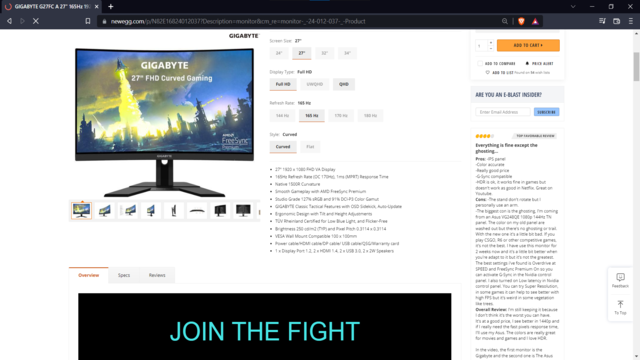 GIGABYTE G27FC A 27" 165Hz
newegg.com/p/N82E16824012037?Description=monitor&cm_re=monitor-_-24-012-037-_-Product
GIGABYTE
GIGABYTE
27" FHD Curved Gaming
AMD
FreeSync
GIGABYTE
Screen Size: 27"
24"
27"
32"
34"
Display Type: Full HD
Full HD
UWQHD
QHD
Refresh Rate: 165 Hz
144 Hz
165 Hz
170 Hz
Style: Curved
Curved
Flat
27" 1920 x 1080 FHD VA Display
165Hz Refresh Rate (OC 170Hz), 1ms (MPRT) Response Time
Native 1500R Curvature
Smooth Gameplay with AMD FreeSync Premium
Studio Grade 127% sRGB and 91% DCI-P3 Color Gamut
GIGABYTE Classic Tactical Features with OSD Sidekick, Auto-Update
Ergonomic Design with Tilt and Height Adjustments
TÜV Rheinland Certified for Low Blue Light, and Flicker-Free
Brightness 250 cd/m2 (TYP) and Pixel Pitch 0.3114 x 0.3114
VESA Wall Mount Compatible 100 x 100mm
Power cable/HDMI cable/DP cable/ USB cable/QSG/Warranty card
1 x Display Port 1.2, 2 x HDMI 1.4, 2 x USB 3.0, 2 x 2W Speakers
Overview
Specs
Reviews
JOIN THE FIGHT
1
ADD TO CART
ADD TO COMPARE
PRICE ALERT
ADD TO LIST
ARE YOU AN E-BLAST INSIDER?
Enter Email Address
SUBSCRIBE
TOP FAVORABLE REVIEW
Everything is fine except the
ghosting...
Pros: -IPS panel
-Color accurate
-Really good price
-G-Sync compatible
-HDR is ok, it works fine in games but
doesn't work as good in Netflix. Great on
Youtube.
Cons: -The stand don't rotate but I
personally use an arm.
-The biggest con is the ghosting, I'm coming
from an Asus VG248QE 1080p 144Hz TN
panel. The color on my old panel are
washed out but there's no ghosting or trail.
With the new one it's a little bit bad. If you
play CSGO, R6 or other competitive games,
it's not the best. I have use this monitor for
2 weeks now and it's a little bit better when
you're adapt to it but it's not the greatest.
The best settings I've found is Overdrive at
SPEED and FreeSync Premium On so you
can activate G Sync in the Nvidia control
panel. I also turned on Low latency in Nvidia
Control panel. You can try Super Resolution,
in some games it can help to see better with
high FPS but it's weird in some vegetation
like trees.
Overall Review: I'm still keeping it because
I don't think it's the worst you can have.
It's at a good price. I see better in 1440p and
if I really need the fast pixels response time,
I'll use my Asus. The colors are really great
for movies and games and I love HDR.
In the video, the first monitor is the
Gigabyte and the second one is The Asus
Feedback
To Top